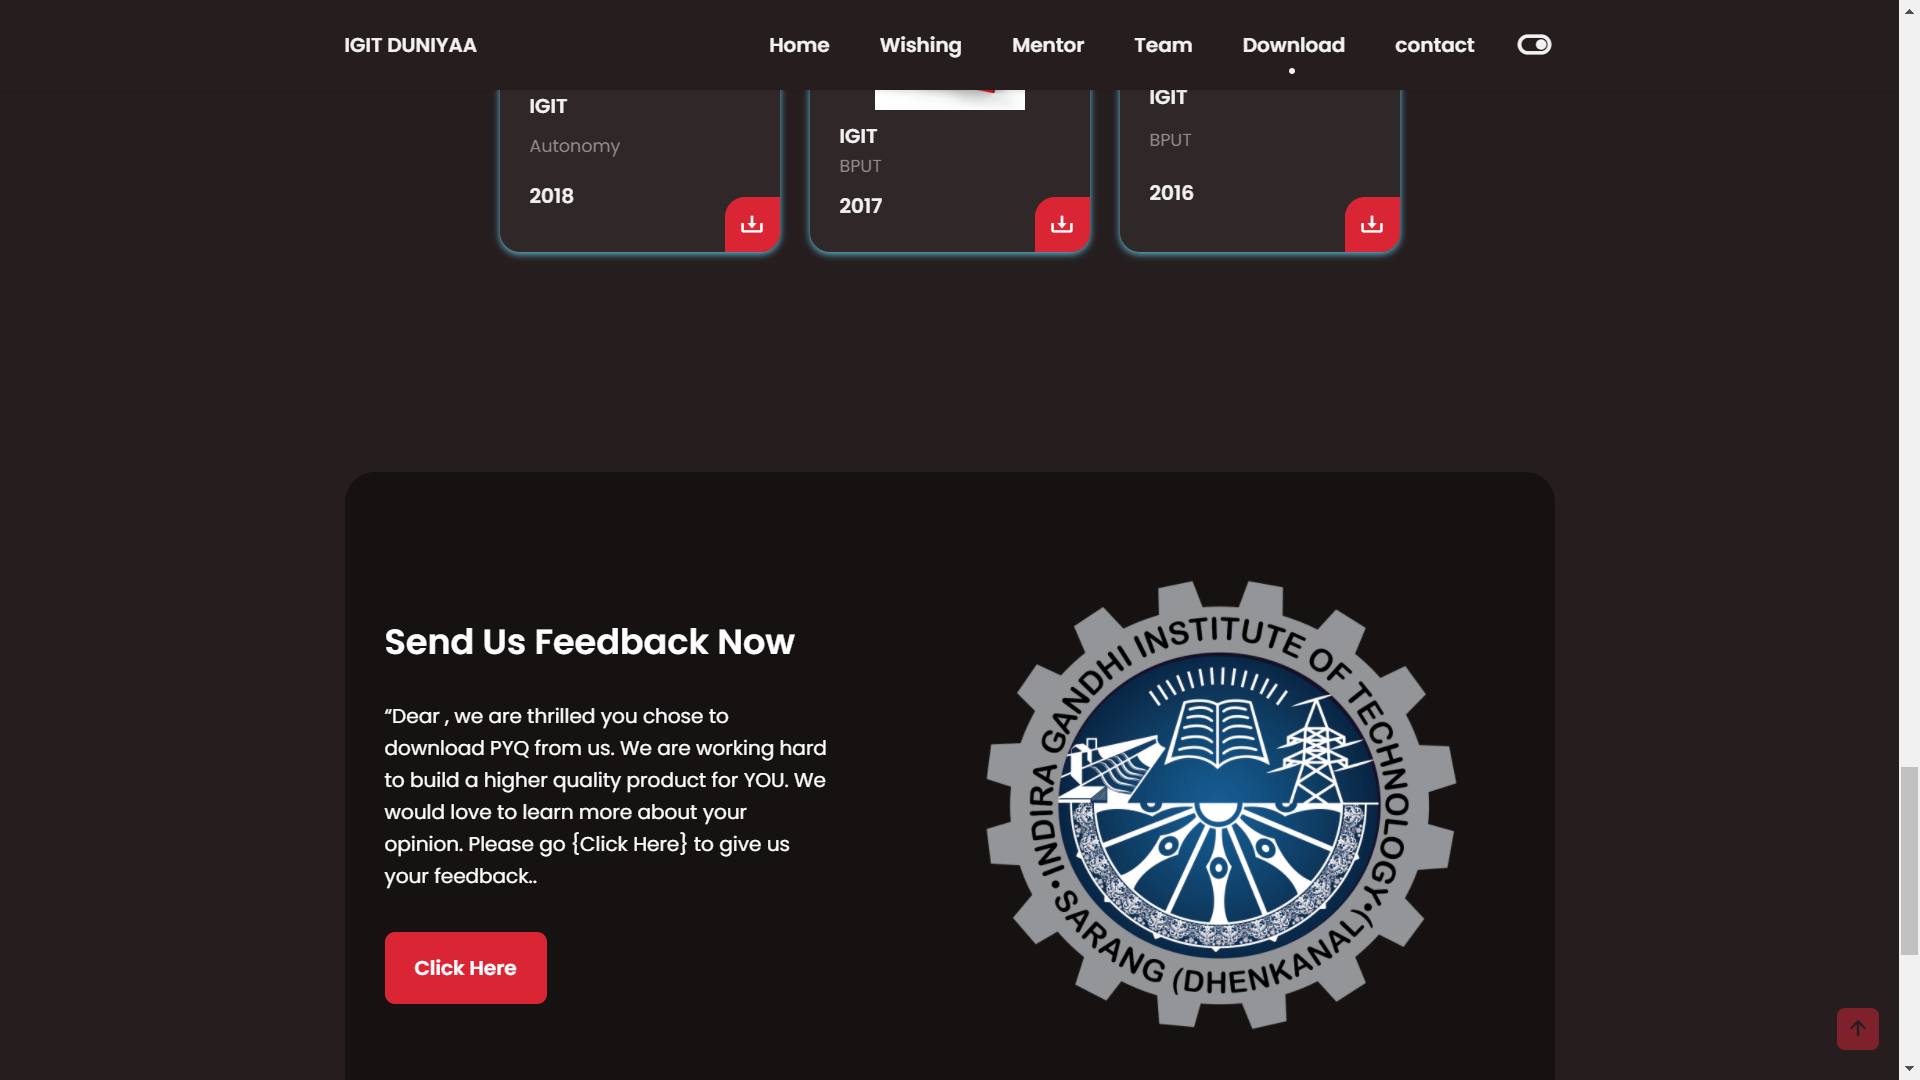 IGIT DUNIYAA
Home
Wishing
Mentor
Team
Download
contact
IGIT
Autonomy
2018
IGIT
BPUT
2017
IGIT
BPUT
2016
Send Us Feedback Now
“Dear , we are thrilled you chose to
download PYQ from us. We are working hard
to build a higher quality product for YOU. We
would love to learn more about your
opinion. Please go {Click Here} to give us
your feedback..
Click Here
INDIRA GANDHI INSTITUTE OF TECHNOLOGY
• SARANG (DHENKANAL) •